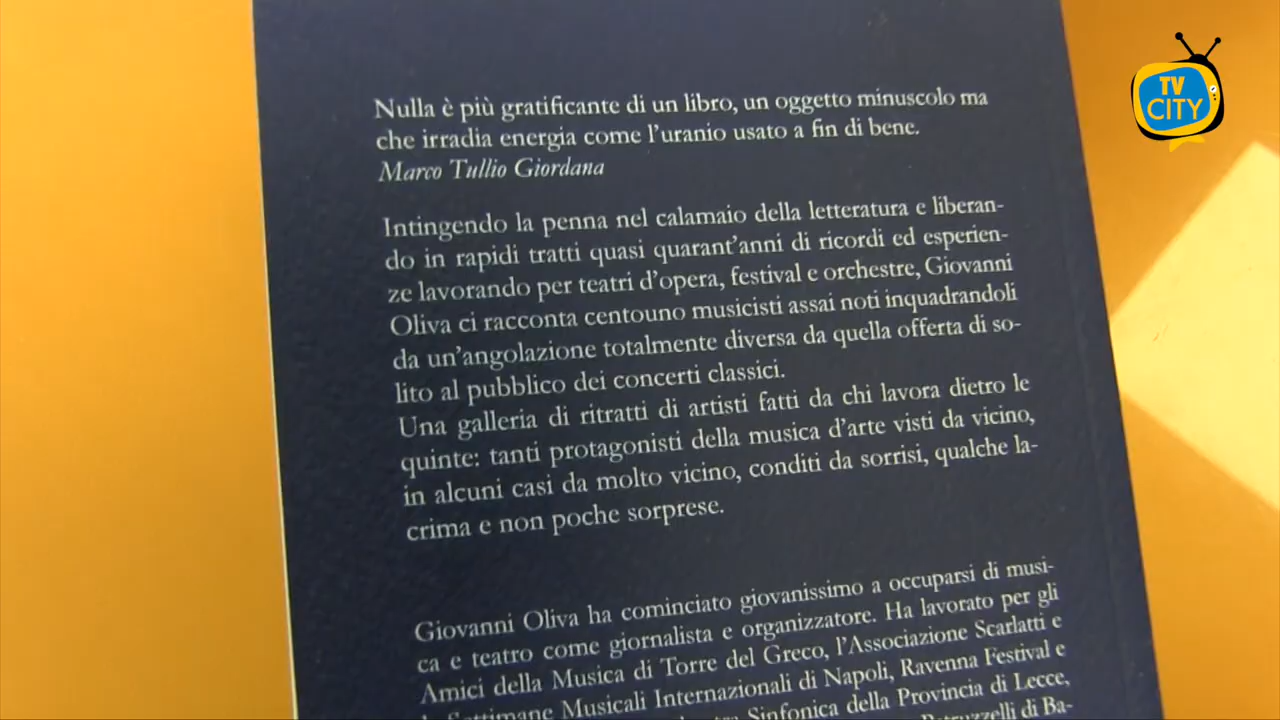 Nulla è più gratificante di un libro, un oggetto minuscolo ma
che irradia energia come l'uranio usato a fin di bene.
Marco Tullio Giordana
Intingendo la penna nel calamaio della letteratura e liberan-
do in rapidi tratti quasi quarant'anni di ricordi ed esperien-
ze lavorando per teatri d'opera, festival e orchestre, Giovanni
Oliva ci racconta centouno musicisti assai noti inquadrandoli
da un'angolazione totalmente diversa da quella offerta di so-
lito al pubblico dei concerti classici.
Una galleria di ritratti di artisti fatti da chi lavora dietro le
quinte: tanti protagonisti della musica d'arte visti da vicino,
in alcuni casi da molto vicino, conditi da sorrisi, qualche la-
crima e non poche sorprese.
Giovanni Oliva ha cominciato giovanissimo a occuparsi di musi-
ca e teatro come giornalista e organizzatore. Ha lavorato per gli
Amici della Musica di Torre del Greco, l'Associazione Scarlatti e
le Settimane Musicali Internazionali di Napoli, Ravenna Festival e
Sinfonica della Provincia di Lecce,
Petruzzelli di Ba-
TV
CITY